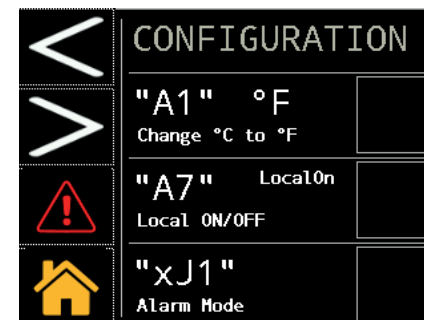 CONFIGURATION
"A1" °F
Change °C to °F
"A7" LocalOn
Local ON/OFF
"xJ1"
Alarm Mode